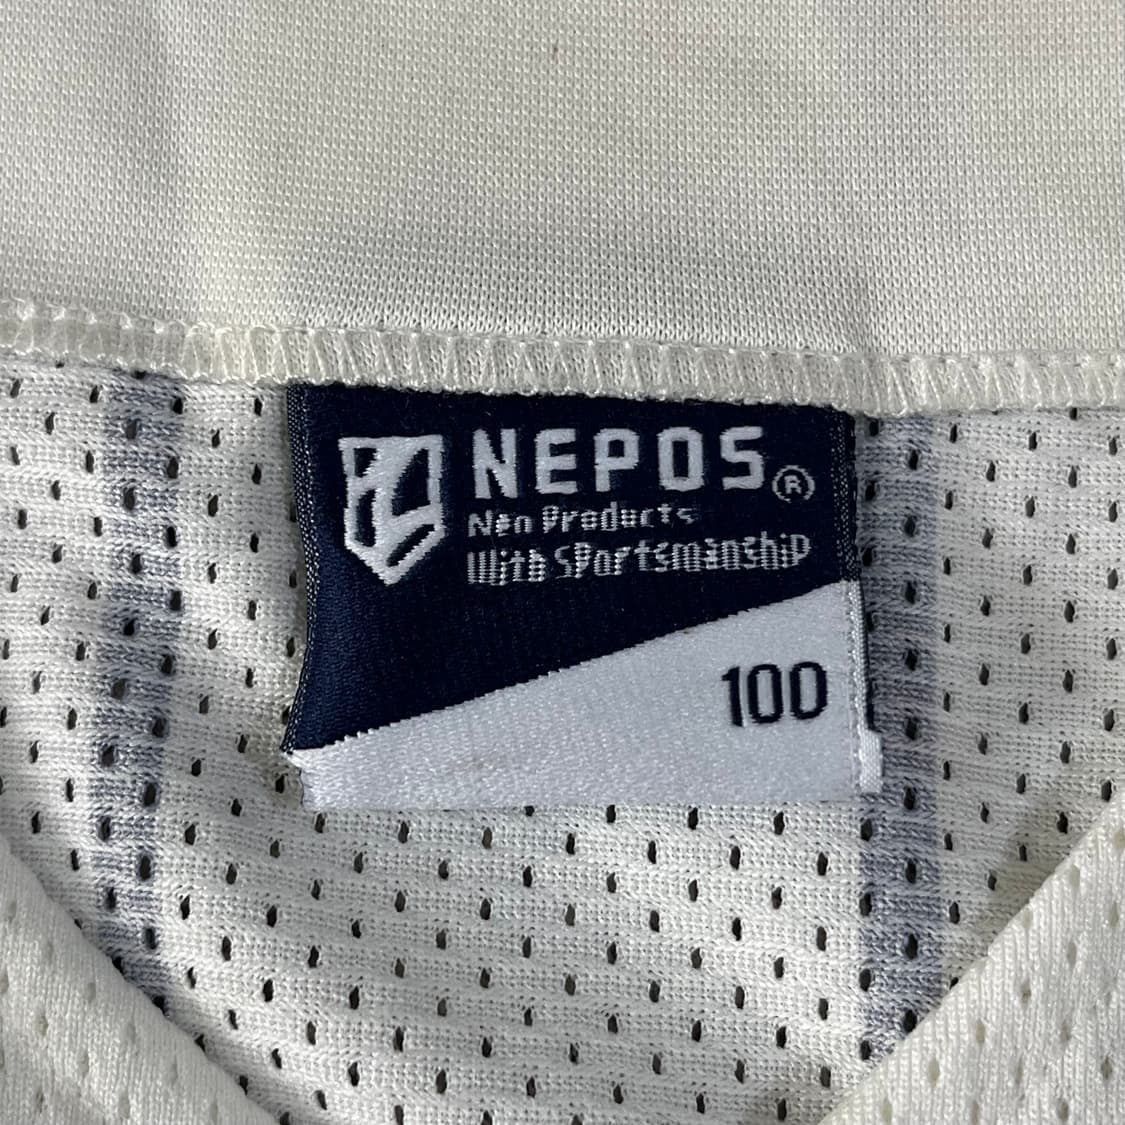 NEPOS®
Neo Products
With Sportsmanship
100